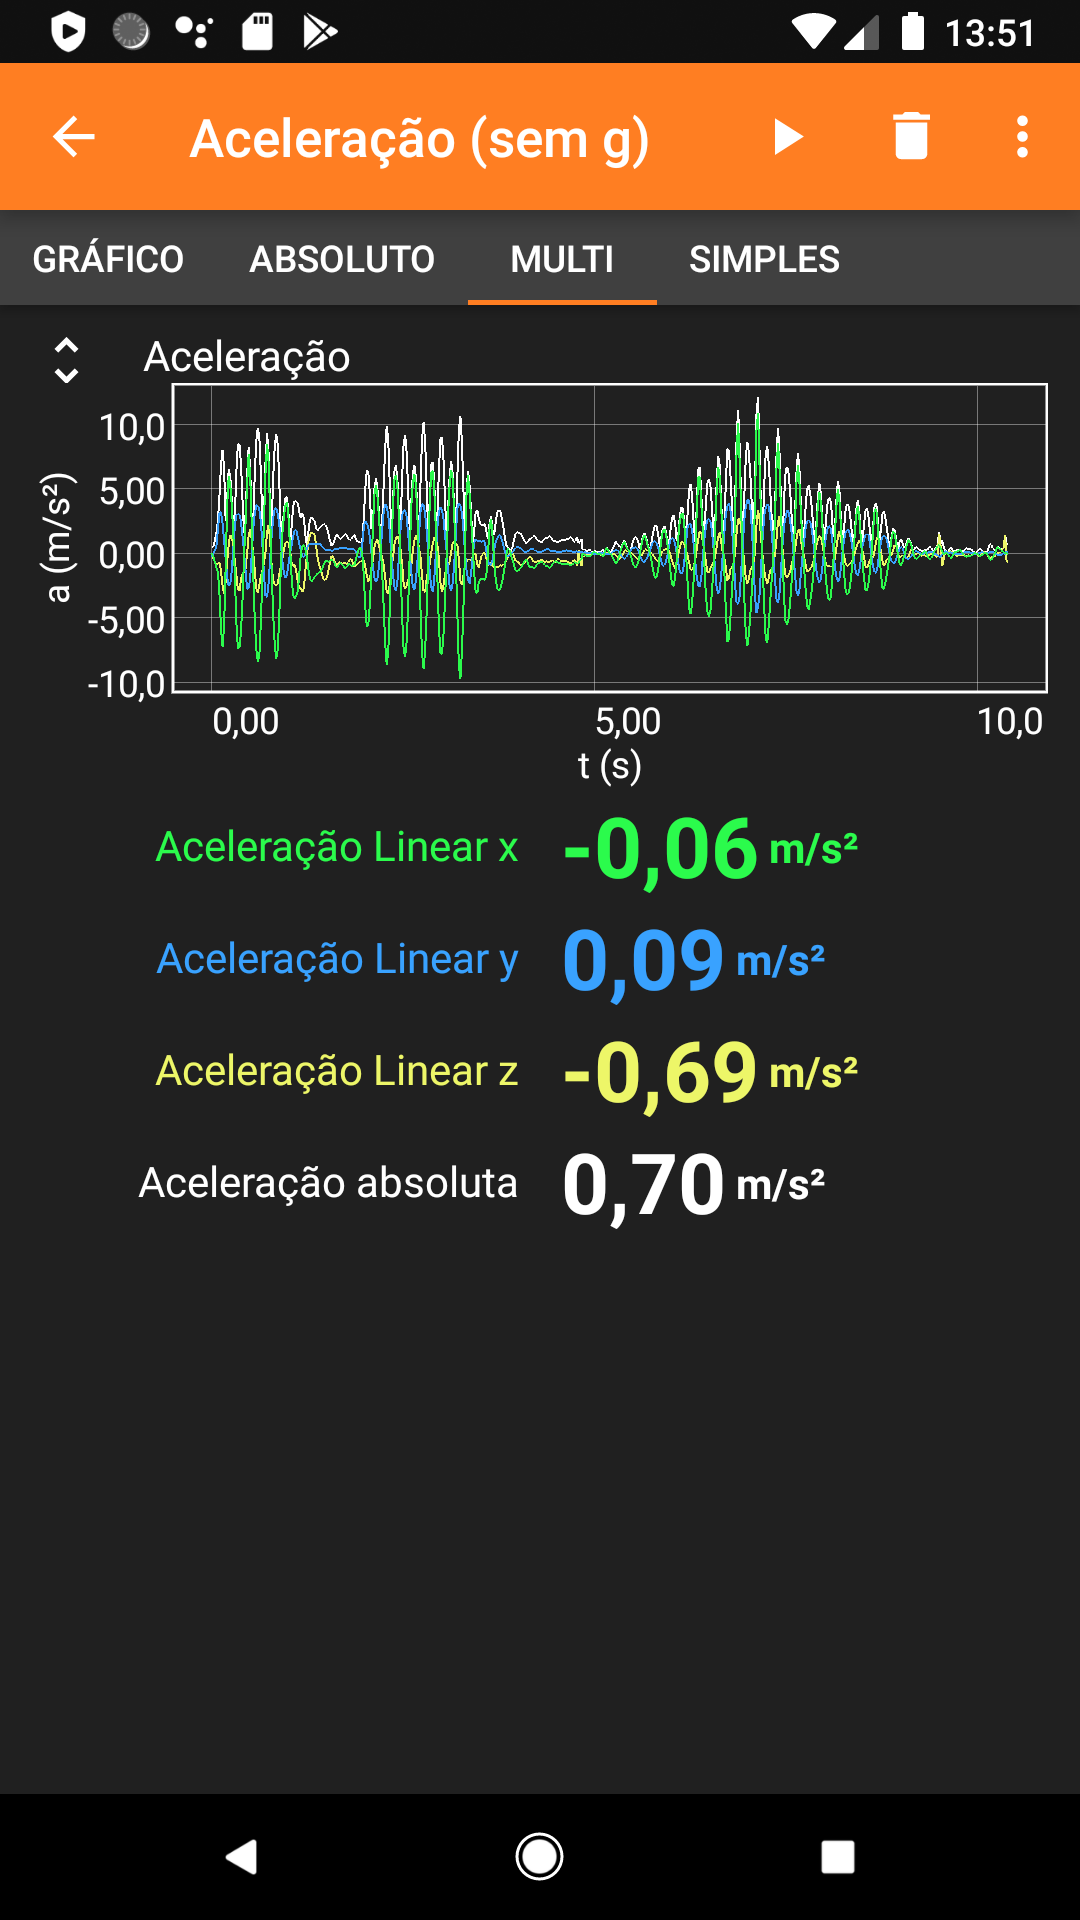 13:51
Aceleração (sem g)
GRÁFICO ABSOLUTO MULTI SIMPLES
Aceleração
10,0
5,00
0,00
-5,00
-10,0
a (m/s²)
0,00 5,00 10,0
t (s)
Aceleração Linear x -0,06 m/s²
Aceleração Linear y 0,09 m/s²
Aceleração Linear z -0,69 m/s²
Aceleração absoluta 0,70 m/s²